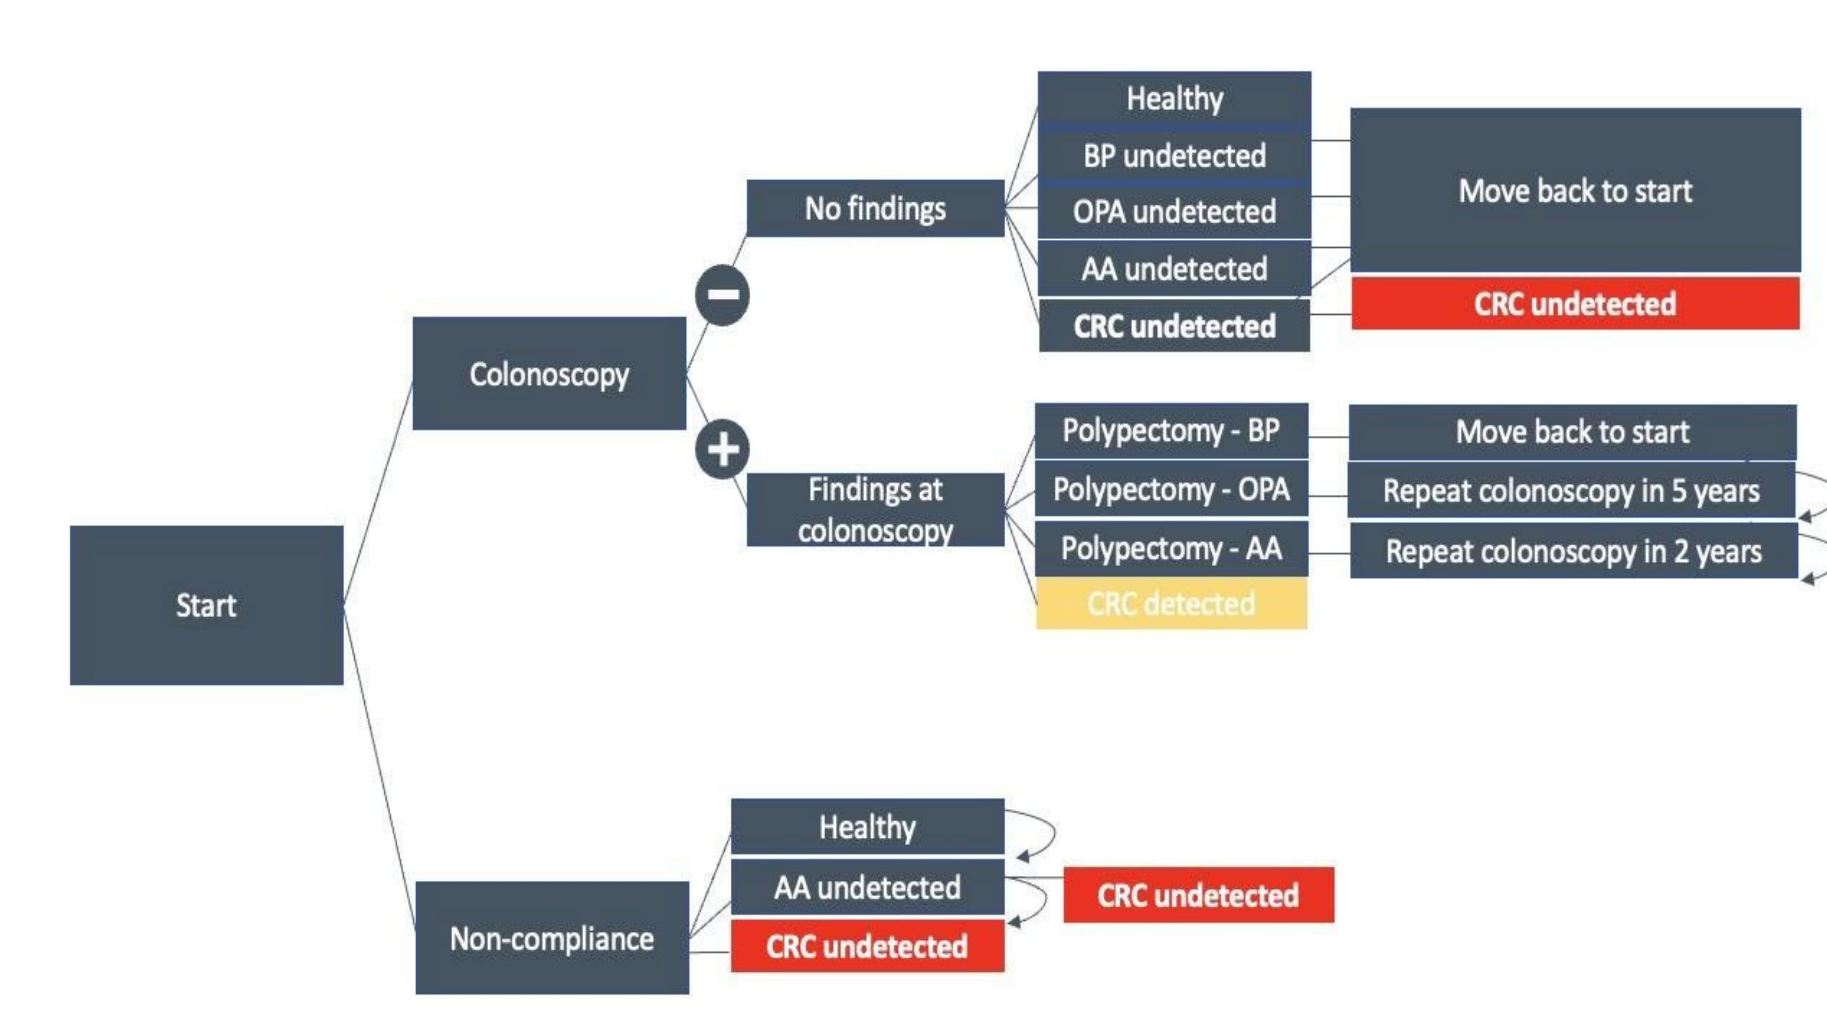 Healthy
BP undetected
OPA undetected
AA undetected
CRC undetected
Move back to start
CRC undetected
No findings
Colonoscopy
Findings at
colonoscopy
Polypectomy - BP
Polypectomy - OPA
Polypectomy - AA
CRC detected
Move back to start
Repeat colonoscopy in 5 years
Repeat colonoscopy in 2 years
Start
Non-compliance
Healthy
AA undetected
CRC undetected
CRC undetected